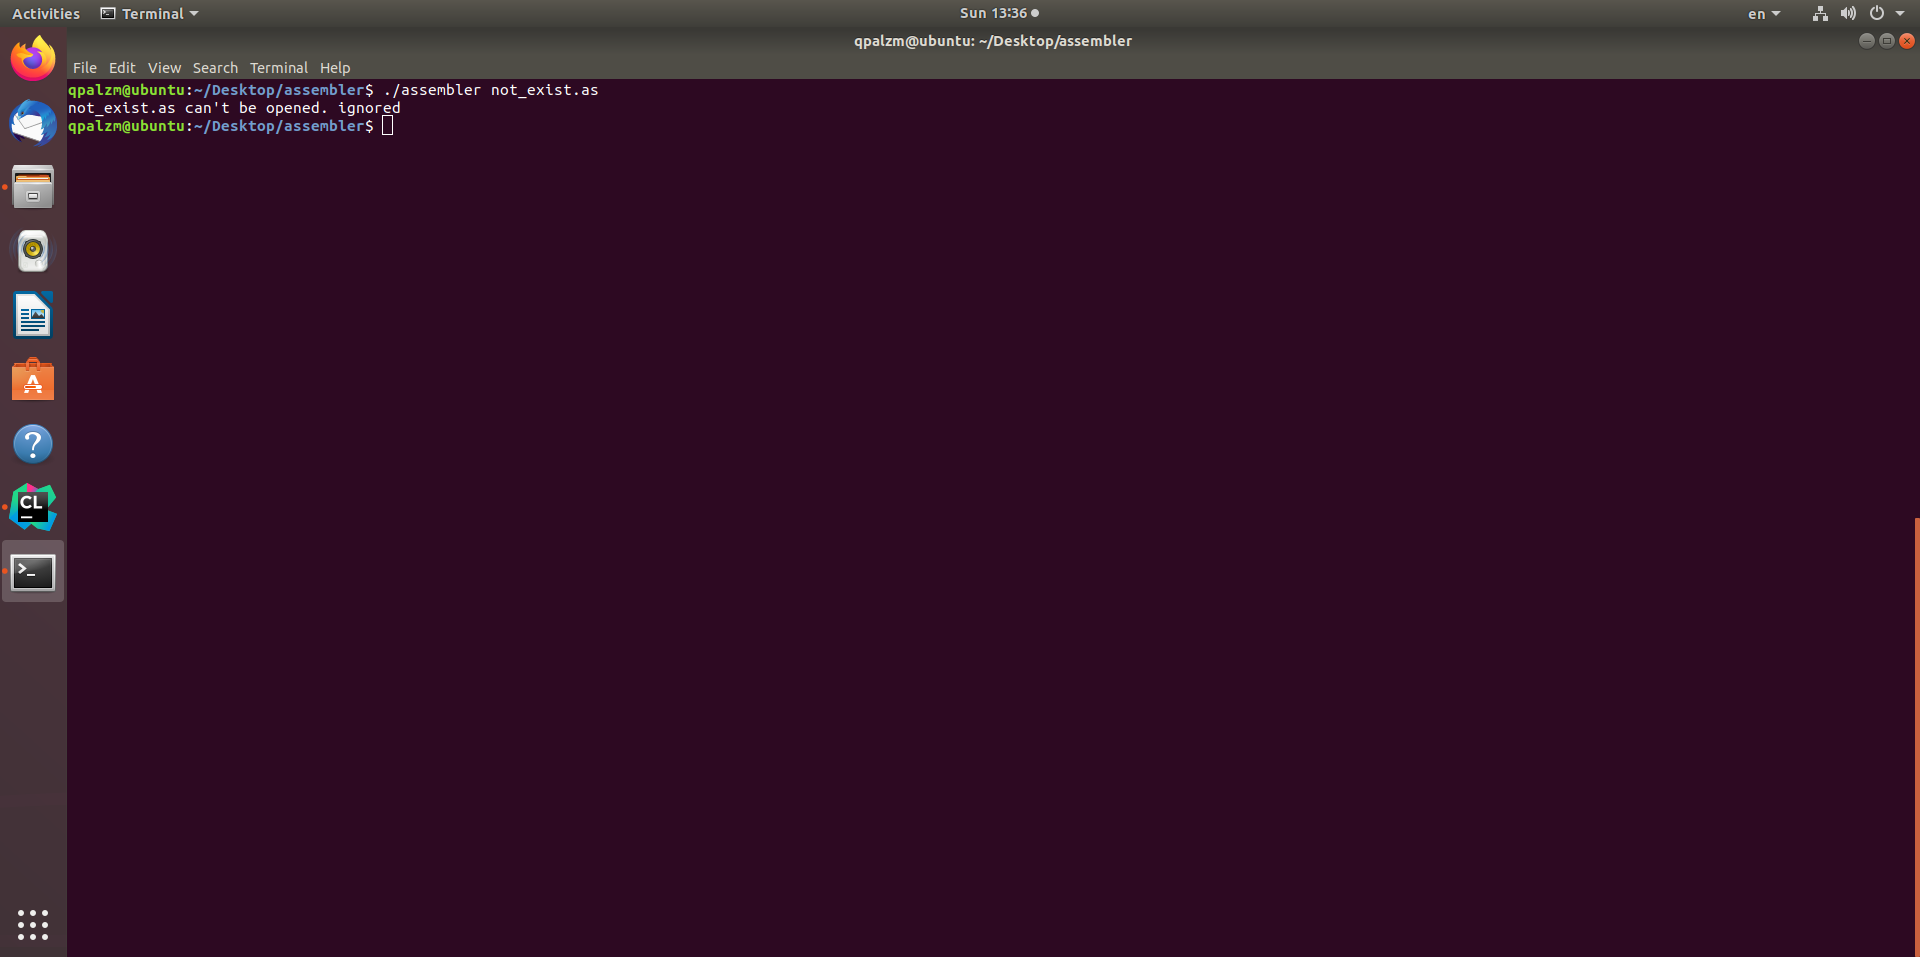 Activities Terminal Sun 13:36 en
qpalzm@ubuntu: ~/Desktop/assembler
File Edit View Search Terminal Help
qpalzm@ubuntu:~/Desktop/assembler$ ./assembler not_exist.as
not_exist.as can't be opened. ignored
qpalzm@ubuntu:~/Desktop/assembler$
A
?
CL
>_